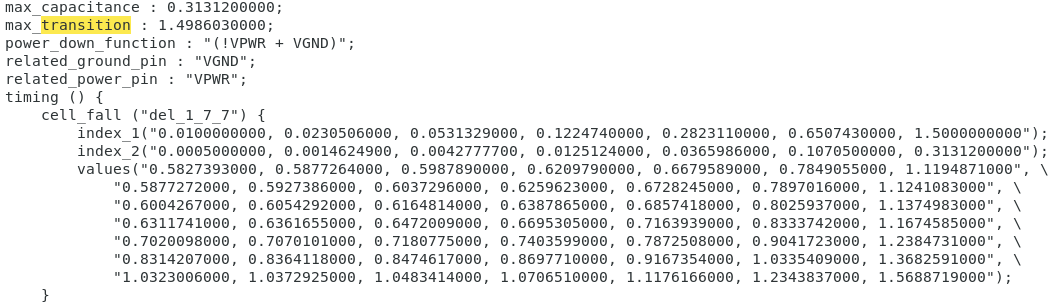 max_capacitance : 0.3131200000;
max_transition : 1.4986030000;
power_down_function : "(!VPWR + VGND)";
related_ground_pin : "VGND";
related_power_pin : "VPWR";
timing () {
    cell_fall ("del_1_7_7") {
        index_1("0.0100000000, 0.0230506000, 0.0531329000, 0.1224740000, 0.2823110000, 0.6507430000, 1.5000000000");
        index_2("0.0005000000, 0.0014624900, 0.0042777700, 0.0125124000, 0.0365986000, 0.1070500000, 0.3131200000");
        values("0.5827393000, 0.5877264000, 0.5987890000, 0.6209790000, 0.6679589000, 0.7849055000, 1.1194871000", \
            "0.5877272000, 0.5927386000, 0.6037296000, 0.6259623000, 0.6728245000, 0.7897016000, 1.1241083000", \
            "0.6004267000, 0.6054292000, 0.6164814000, 0.6387865000, 0.6857418000, 0.8025937000, 1.1374983000", \
            "0.6311741000, 0.6361655000, 0.6472009000, 0.6695305000, 0.7163939000, 0.8333742000, 1.1674585000", \
            "0.7020098000, 0.7070101000, 0.7180775000, 0.7403599000, 0.7872508000, 0.9041723000, 1.2384731000", \
            "0.8314207000, 0.8364118000, 0.8474617000, 0.8697710000, 0.9167354000, 1.0335409000, 1.3682591000", \
            "1.0323006000, 1.0372925000, 1.0483414000, 1.0706510000, 1.1176166000, 1.2343837000, 1.5688719000");
    }